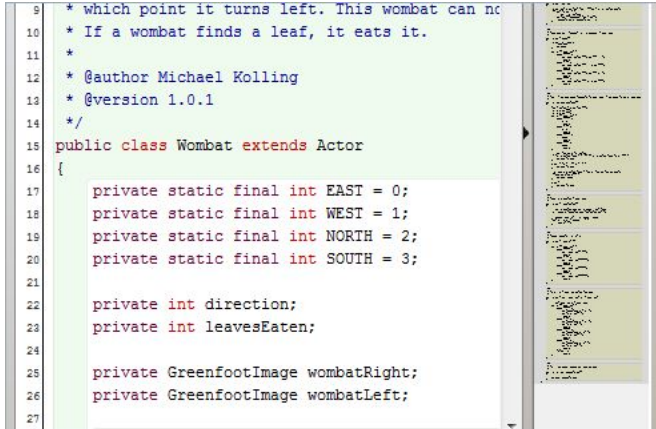 9 * which point it turns left. This wombat can
10 * If a wombat finds a leaf, it eats it.
11 *
12 * @author Michael Kolling
13 * @version 1.0.1
14 */
15 public class Wombat extends Actor
16 {
17 private static final int EAST = 0;
18 private static final int WEST = 1;
19 private static final int NORTH = 2;
20 private static final int SOUTH = 3;
21
22 private int direction;
23 private int leavesEaten;
24
25 private GreenfootImage wombatRight;
26 private GreenfootImage wombatLeft;
27